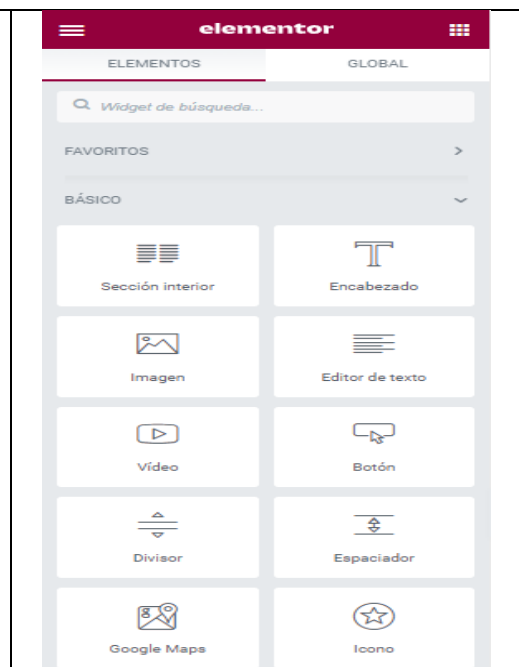 elementor
ELEMENTOS GLOBAL
Widget de búsqueda...
FAVORITOS
BÁSICO
Sección interior Encabezado
Imagen Editor de texto
Vídeo Botón
Divisor Espaciador
Google Maps Icono